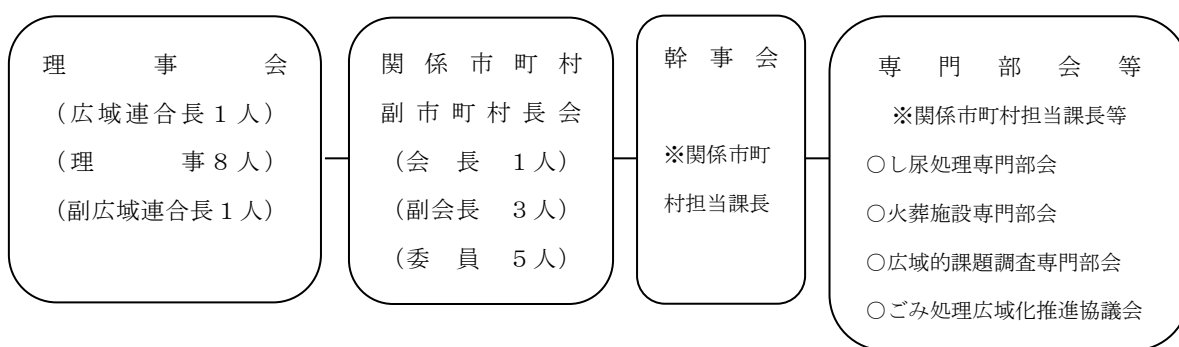 理事会
(広域連合長1人)
(理事8人)
(副広域連合長1人)
関係市町村
副市町村長会
(会長 1人)
(副会長 3人)
(委員 5人)
幹事会
※関係市町
村担当課長
専門部会等
※関係市町村担当課長等
○し尿処理専門部会
○火葬施設専門部会
○広域的課題調査専門部会
○ごみ処理広域化推進協議会